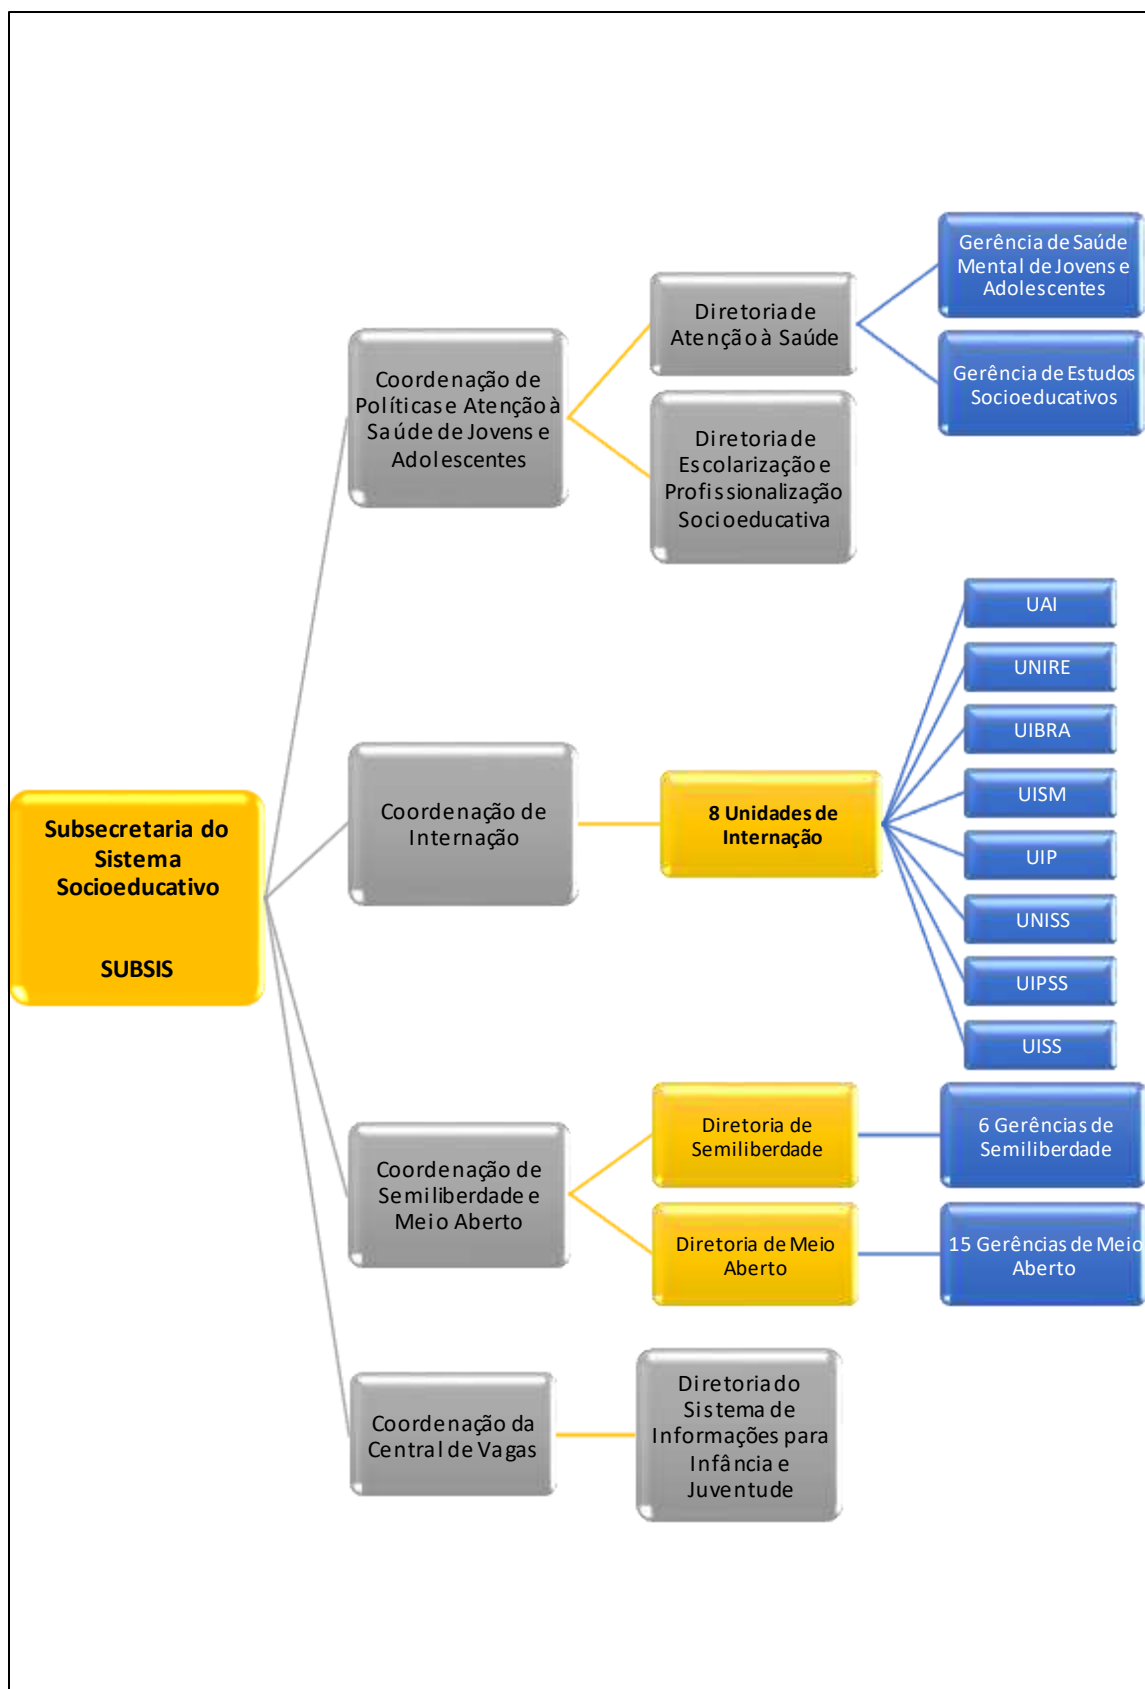 Subsecretaria do
Sistema
Socioeducativo
SUBSIS
Coordenação de
Políticas e Atenção à
Saúde de Jovens e
Adolescentes
Diretoria de
Atenção à Saúde
Gerência de Saúde
Mental de Jovens e
Adolescentes
Gerência de Estudos
Socioeducativos
Diretoria de
Escolarização e
Profissionalização
Socioeducativa
Coordenação de
Internação
8 Unidades de
Internação
UAI
UNIRE
UIBRA
UISM
UIP
UNISS
UIPSS
UISS
Coordenação de
Semiliberdade e
Meio Aberto
Diretoria de
Semiliberdade
6 Gerências de
Semiliberdade
Diretoria de Meio
Aberto
15 Gerências de Meio
Aberto
Coordenação da
Central de Vagas
Diretoria do
Sistema de
Informações para
Infância e
Juventude